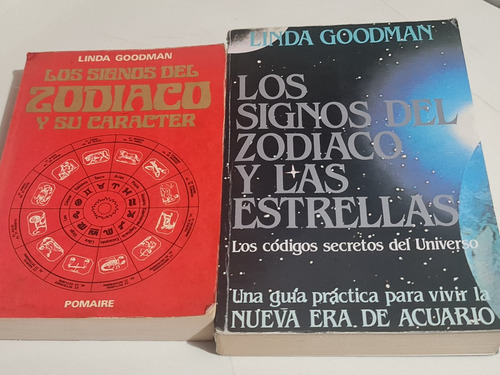 LINDA GOODMAN
LOS SIGNOS DEL
ZODIACO
Y SU CARACTER
POMAIRE
LINDA GOODMAN
LOS
SIGNOS DEL
ZODIACO
Y LAS
ESTRELLAS
Los códigos secretos del Universo
Una guía práctica para vivir la
NUEVA ERA DE ACUARIO